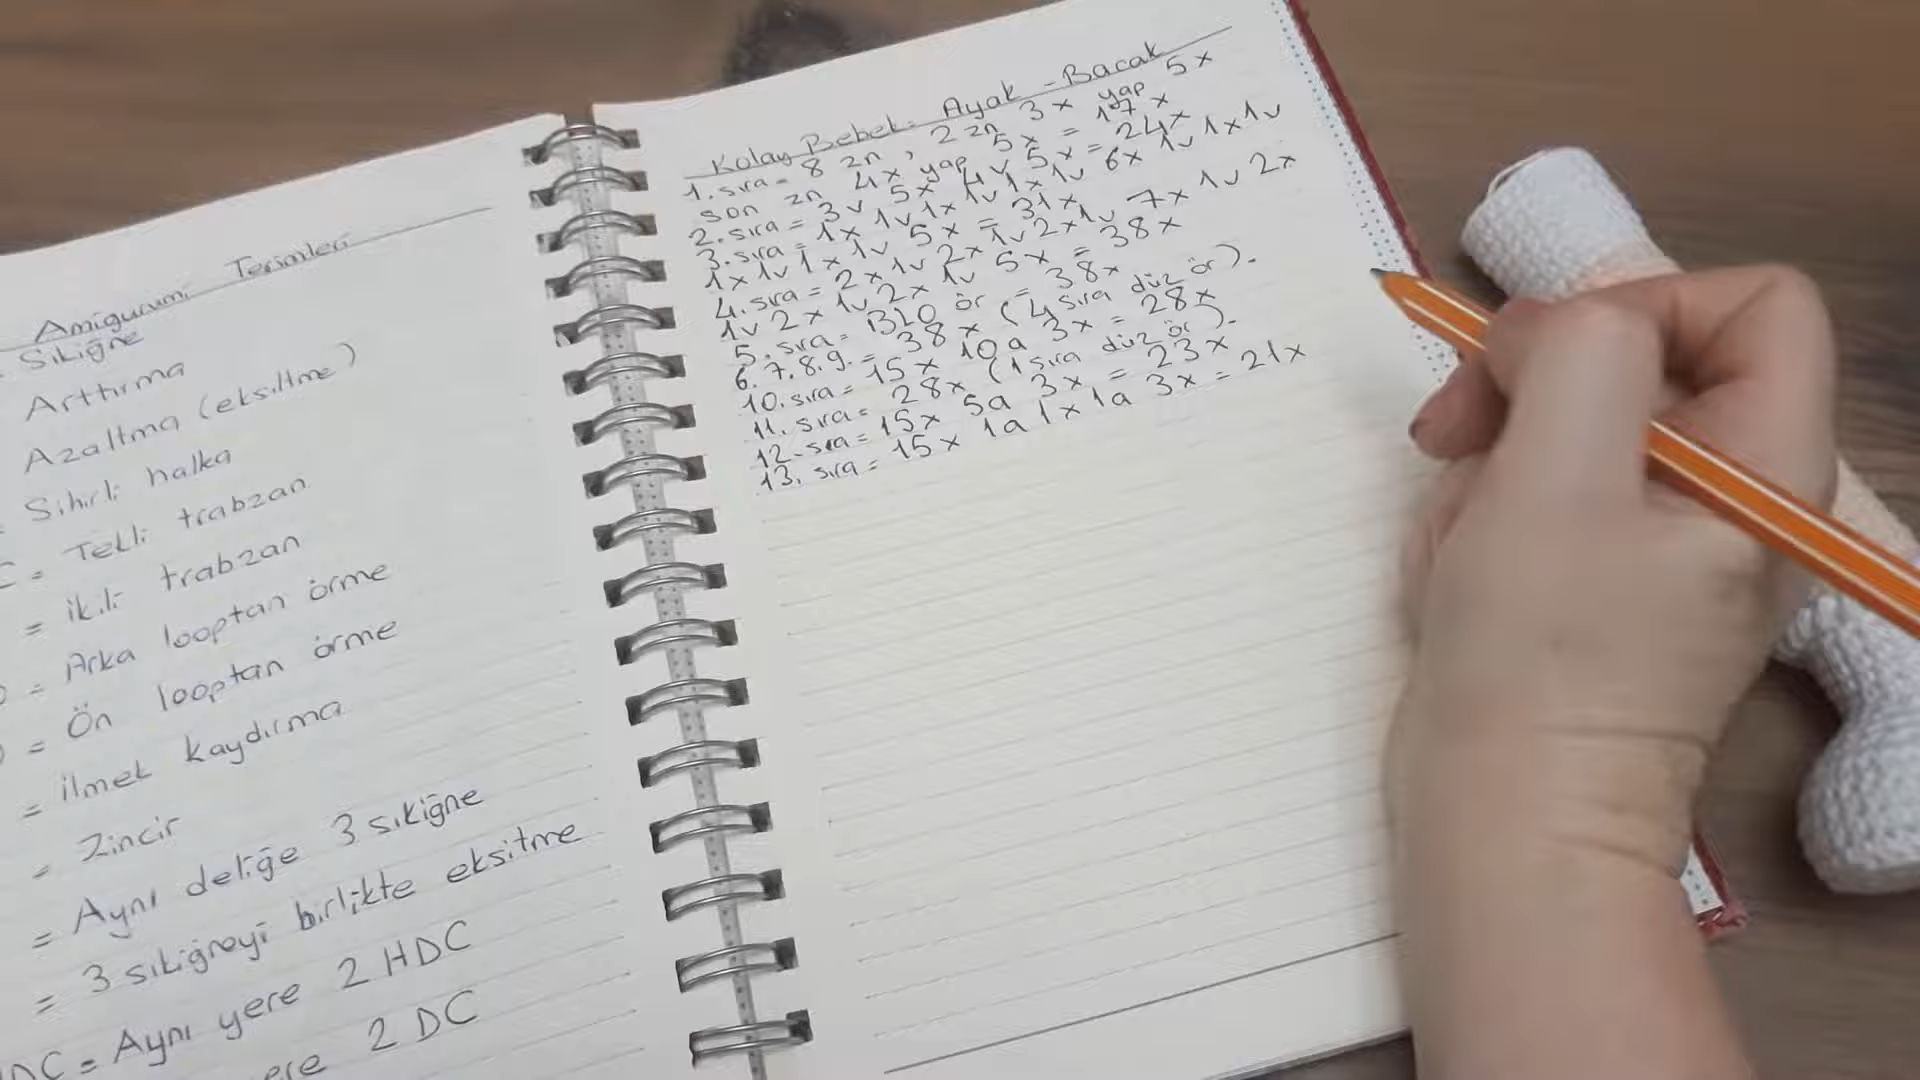 Amigurumi Terimleri
Sıkiğne
Arttırma
Azaltma (eksiltme)
Sihirli halka
C = Tekli trabzan
= ikili trabzan
= Arka looptan örme
= Ön looptan örme
= ilmek kaydırma
= Zincir
= Aynı deliğe 3 sıkiğne
= 3 sıkiğneyi birlikte eksitme
DC = Aynı yere 2 HDC
ere 2 DC
Kolay Bebek = Ayak - Bacak
1. sıra = 8 zn, 2 zn 3x yap 5x
son zn 4x yap 5x = 17x
2. sıra = 3v 5x 4v 5x = 24x
3. sıra = 1x 1v 1x 1v 1x 1v 6x 1v 1x 1v
1x 1v 1x 1v 5x = 31x
4. sıra = 2x 1v 2x 1v 2x 1v 7x 1v 2x
1v 2x 1v 2x 1v 5x = 38x
5. sıra = BLO ör = 38x
6. 7. 8. 9. = 38x (4 sıra düz ör).
10. sıra = 15x 10a 3x = 28x
11. sıra = 28x (1 sıra düz ör).
12. sıra = 15x 5a 3x = 23x
13. sıra = 15x 1a 1x 1a 3x = 21x